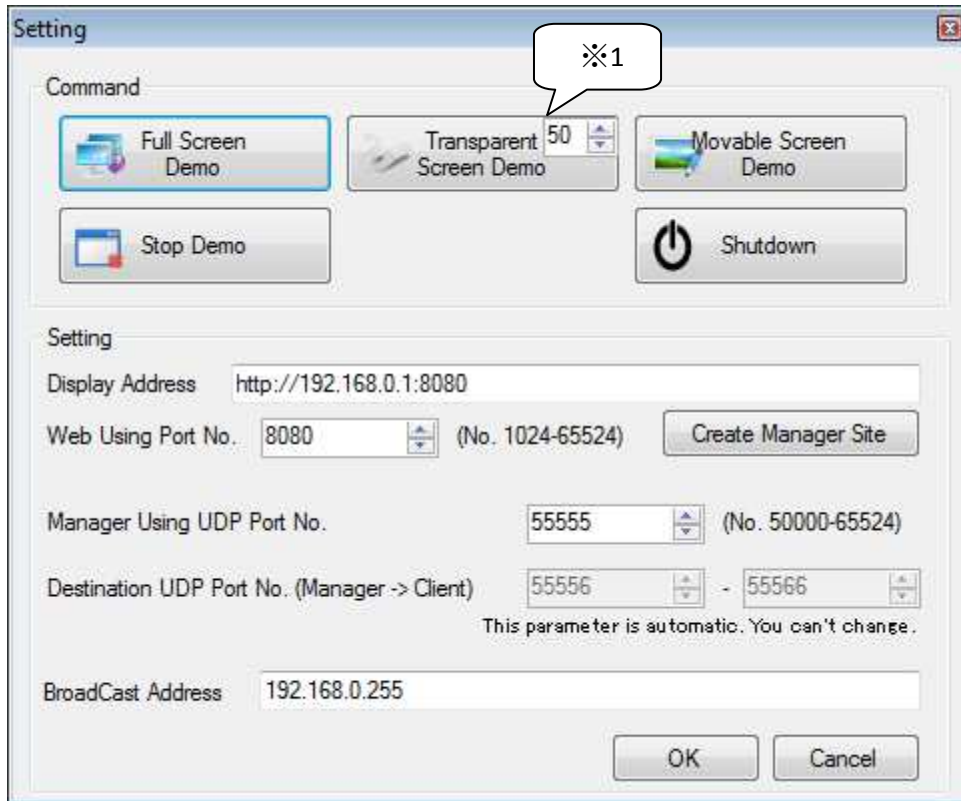 Setting
※1
Command
Full Screen
Demo
Transparent
Screen Demo
50
Movable Screen
Demo
Stop Demo
Shutdown
Setting
Display Address http://192.168.0.1:8080
Web Using Port No. 8080 (No. 1024-65524) Create Manager Site
Manager Using UDP Port No. 55555 (No. 50000-65524)
Destination UDP Port No. (Manager -> Client) 55556 - 55566
This parameter is automatic. You can't change.
BroadCast Address 192.168.0.255
OK Cancel